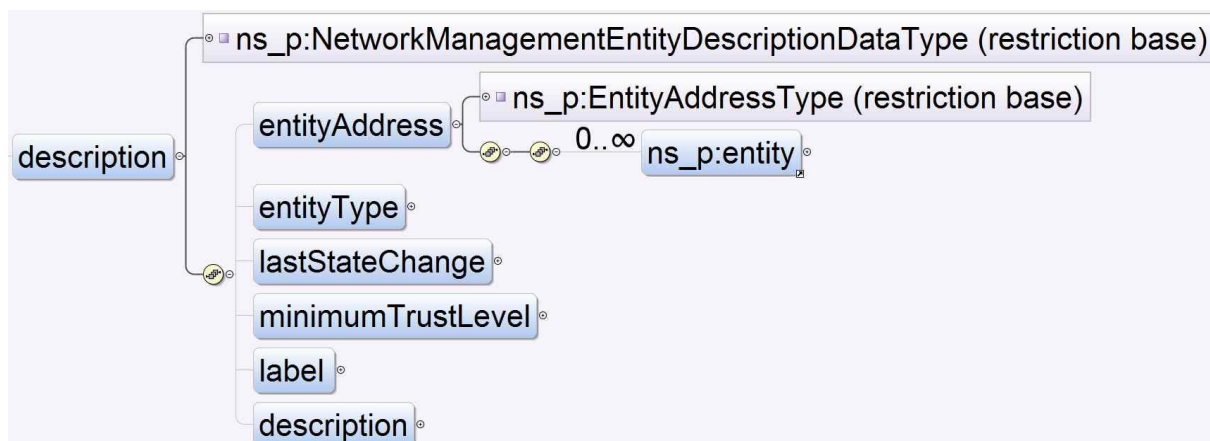 ns_p:NetworkManagementEntityDescriptionDataType (restriction base)
ns_p:EntityAddressType (restriction base)
entityAddress
0..∞
ns_p:entity
description
entityType
lastStateChange
minimumTrustLevel
label
description